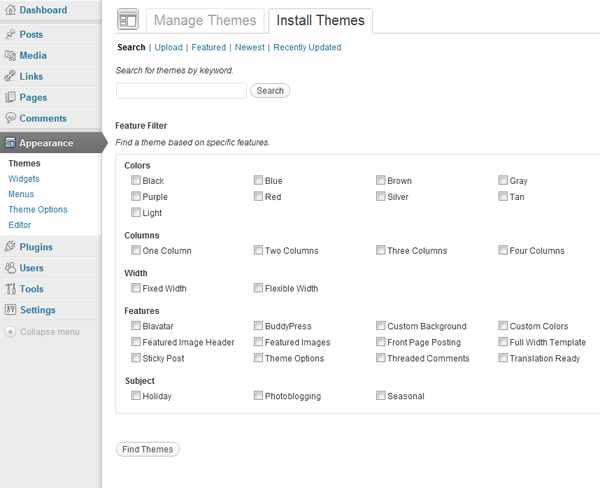 Dashboard
Posts
Media
Links
Pages
Comments
Appearance
Themes
Widgets
Menus
Theme Options
Editor
Plugins
Users
Tools
Settings
Collapse menu
Manage Themes Install Themes
Search | Upload | Featured | Newest | Recently Updated
Search for themes by keyword.
Search
Feature Filter
Find a theme based on specific features.
Colors
Black Blue Brown Gray
Purple Red Silver Tan
Light
Columns
One Column Two Columns Three Columns Four Columns
Width
Fixed Width Flexible Width
Features
Blavatar BuddyPress Custom Background Custom Colors
Featured Image Header Featured Images Front Page Posting Full Width Template
Sticky Post Theme Options Threaded Comments Translation Ready
Subject
Holiday Photoblogging Seasonal
Find Themes